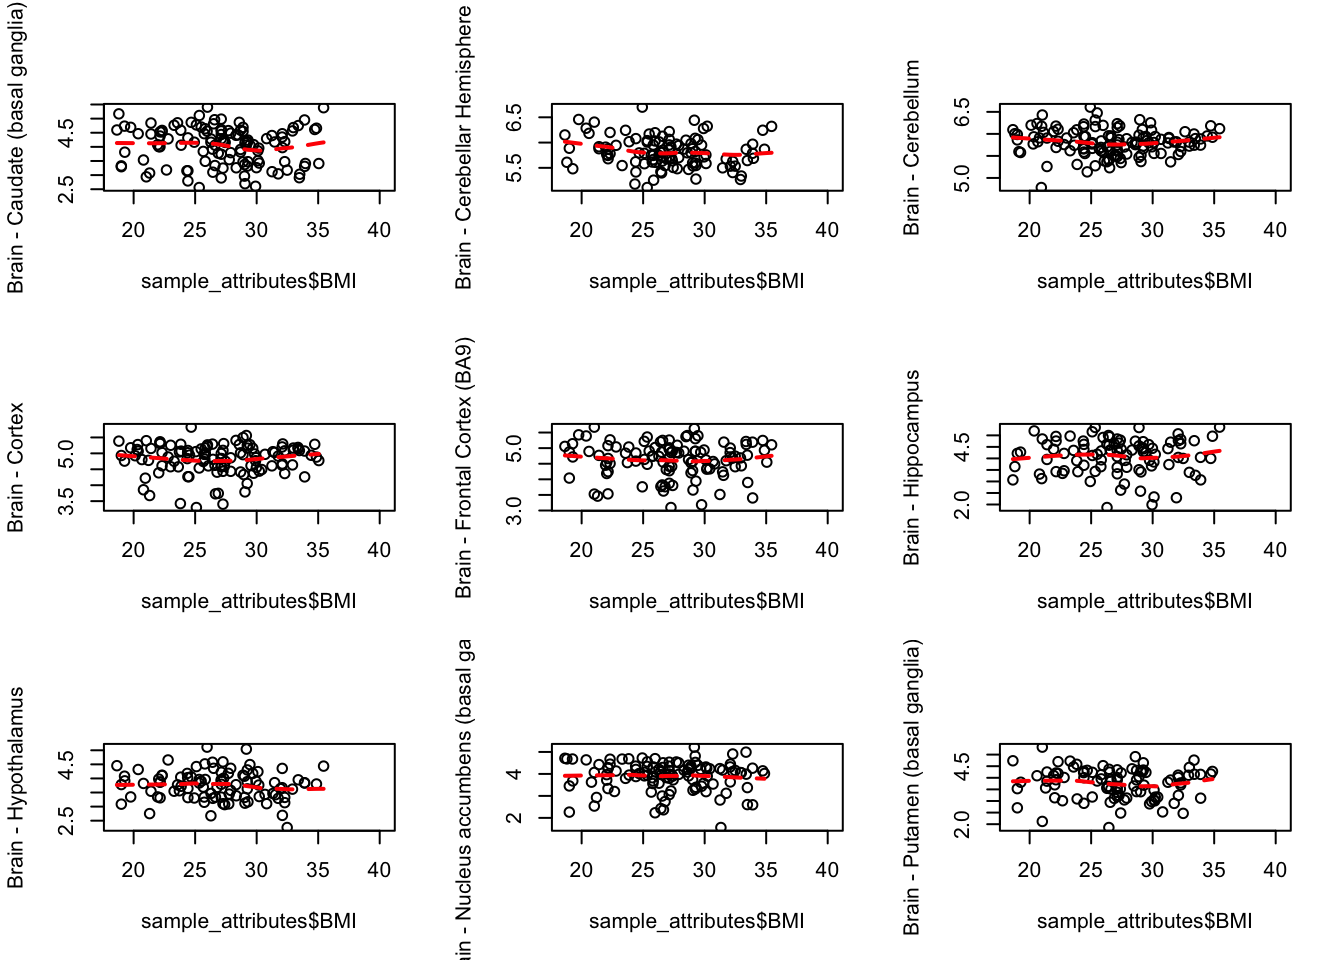 Brain - Caudate (basal ganglia)
2.5 4.5
20 25 30 35 40
sample_attributes$BMI
Brain - Cerebellar Hemisphere
5.5 6.5
20 25 30 35 40
sample_attributes$BMI
Brain - Cerebellum
5.0 6.5
20 25 30 35 40
sample_attributes$BMI
Brain - Cortex
3.5 5.0
20 25 30 35 40
sample_attributes$BMI
Brain - Frontal Cortex (BA9)
3.0 5.0
20 25 30 35 40
sample_attributes$BMI
Brain - Hippocampus
2.0 4.5
20 25 30 35 40
sample_attributes$BMI
Brain - Hypothalamus
2.5 4.5
20 25 30 35 40
sample_attributes$BMI
ain - Nucleus accumbens (basal ga
2 4
20 25 30 35 40
sample_attributes$BMI
Brain - Putamen (basal ganglia)
2.0 4.5
20 25 30 35 40
sample_attributes$BMI